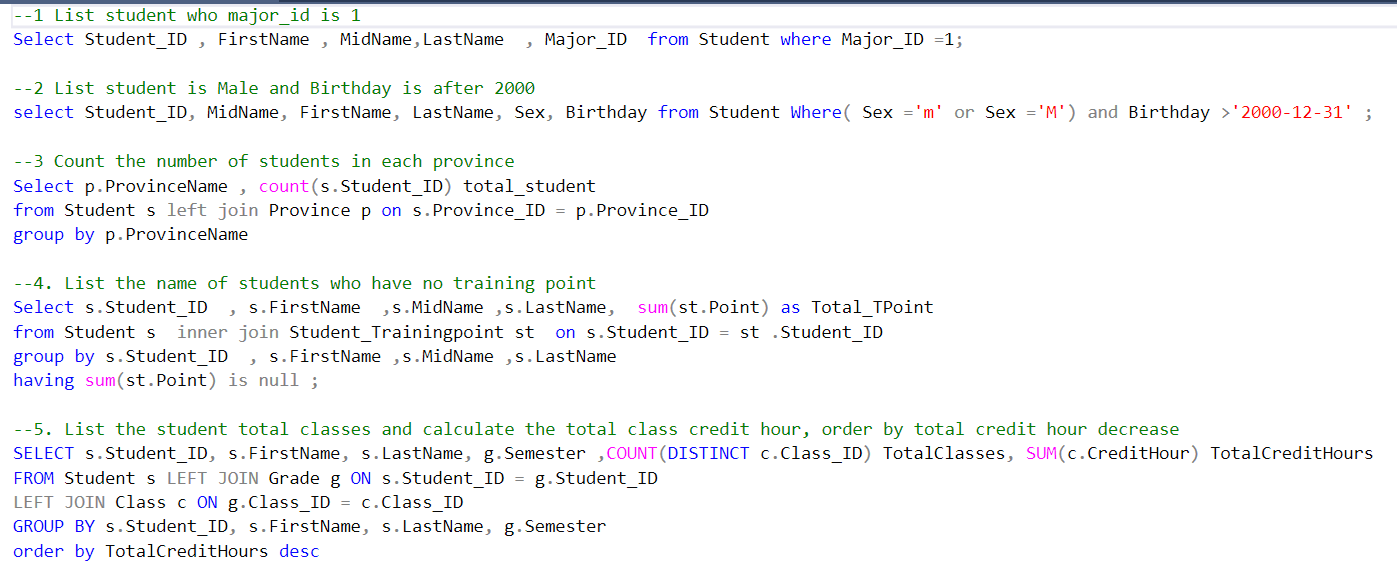 --1 List student who major_id is 1
Select Student_ID , FirstName , MidName,LastName  , Major_ID  from Student where Major_ID =1;
--2 List student is Male and Birthday is after 2000
select Student_ID, MidName, FirstName, LastName, Sex, Birthday from Student Where( Sex ='m' or Sex ='M') and Birthday >'2000-12-31' ;
--3 Count the number of students in each province
Select p.ProvinceName , count(s.Student_ID) total_student
from Student s left join Province p on s.Province_ID = p.Province_ID
group by p.ProvinceName
--4. List the name of students who have no training point
Select s.Student_ID  , s.FirstName  ,s.MidName ,s.LastName,  sum(st.Point) as Total_TPoint
from Student s  inner join Student_Trainingpoint st  on s.Student_ID = st .Student_ID
group by s.Student_ID  , s.FirstName ,s.MidName ,s.LastName
having sum(st.Point) is null ;
--5. List the student total classes and calculate the total class credit hour, order by total credit hour decrease
SELECT s.Student_ID, s.FirstName, s.LastName, g.Semester ,COUNT(DISTINCT c.Class_ID) TotalClasses, SUM(c.CreditHour) TotalCreditHours
FROM Student s LEFT JOIN Grade g ON s.Student_ID = g.Student_ID
LEFT JOIN Class c ON g.Class_ID = c.Class_ID
GROUP BY s.Student_ID, s.FirstName, s.LastName, g.Semester
order by TotalCreditHours desc